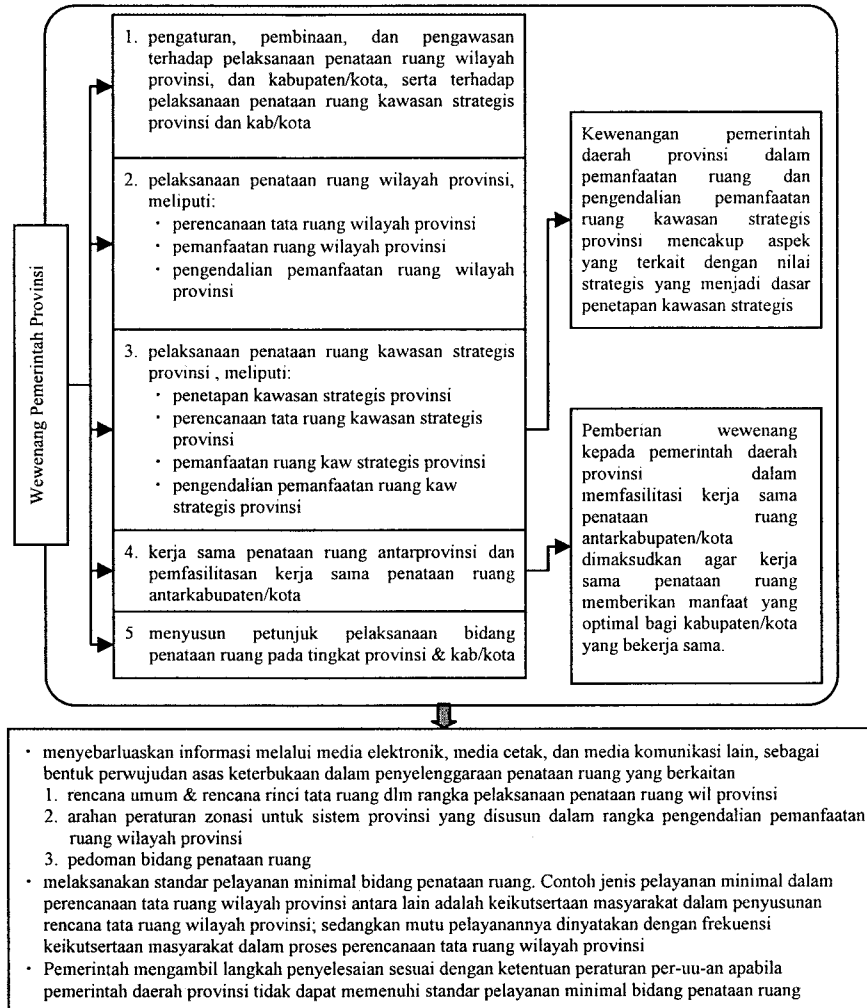 Wewenang Pemerintah Provinsi
1. pengaturan, pembinaan, dan pengawasan
terhadap pelaksanaan penataan ruang wilayah
provinsi, dan kabupaten/kota, serta terhadap
pelaksanaan penataan ruang kawasan strategis
provinsi dan kab/kota
2. pelaksanaan penataan ruang wilayah provinsi,
meliputi:
· perencanaan tata ruang wilayah provinsi
· pemanfaatan ruang wilayah provinsi
· pengendalian pemanfaatan ruang wilayah
provinsi
3. pelaksanaan penataan ruang kawasan strategis
provinsi , meliputi:
· penetapan kawasan strategis provinsi
· perencanaan tata ruang kawasan strategis
provinsi
· pemanfaatan ruang kaw strategis provinsi
· pengendalian pemanfaatan ruang kaw
strategis provinsi
4. kerja sama penataan ruang antarprovinsi dan
pemfasilitasan kerja sama penataan ruang
antarkabupaten/kota
5 menyusun petunjuk pelaksanaan bidang
penataan ruang pada tingkat provinsi & kab/kota
Kewenangan pemerintah
daerah provinsi dalam
pemanfaatan ruang dan
pengendalian pemanfaatan
ruang kawasan strategis
provinsi mencakup aspek
yang terkait dengan nilai
strategis yang menjadi dasar
penetapan kawasan strategis
Pemberian wewenang
kepada pemerintah daerah
provinsi dalam
memfasilitasi kerja sama
penataan ruang
antarkabupaten/kota
dimaksudkan agar kerja
sama penataan ruang
memberikan manfaat yang
optimal bagi kabupaten/kota
yang bekerja sama.
· menyebarluaskan informasi melalui media elektronik, media cetak, dan media komunikasi lain, sebagai
bentuk perwujudan asas keterbukaan dalam penyelenggaraan penataan ruang yang berkaitan
1. rencana umum & rencana rinci tata ruang dlm rangka pelaksanaan penataan ruang wil provinsi
2. arahan peraturan zonasi untuk sistem provinsi yang disusun dalam rangka pengendalian pemanfaatan
ruang wilayah provinsi
3. pedoman bidang penataan ruang
· melaksanakan standar pelayanan minimal bidang penataan ruang. Contoh jenis pelayanan minimal dalam
perencanaan tata ruang wilayah provinsi antara lain adalah keikutsertaan masyarakat dalam penyusunan
rencana tata ruang wilayah provinsi; sedangkan mutu pelayanannya dinyatakan dengan frekuensi
keikutsertaan masyarakat dalam proses perencanaan tata ruang wilayah provinsi
· Pemerintah mengambil langkah penyelesaian sesuai dengan ketentuan peraturan per-uu-an apabila
pemerintah daerah provinsi tidak dapat memenuhi standar pelayanan minimal bidang penataan ruang